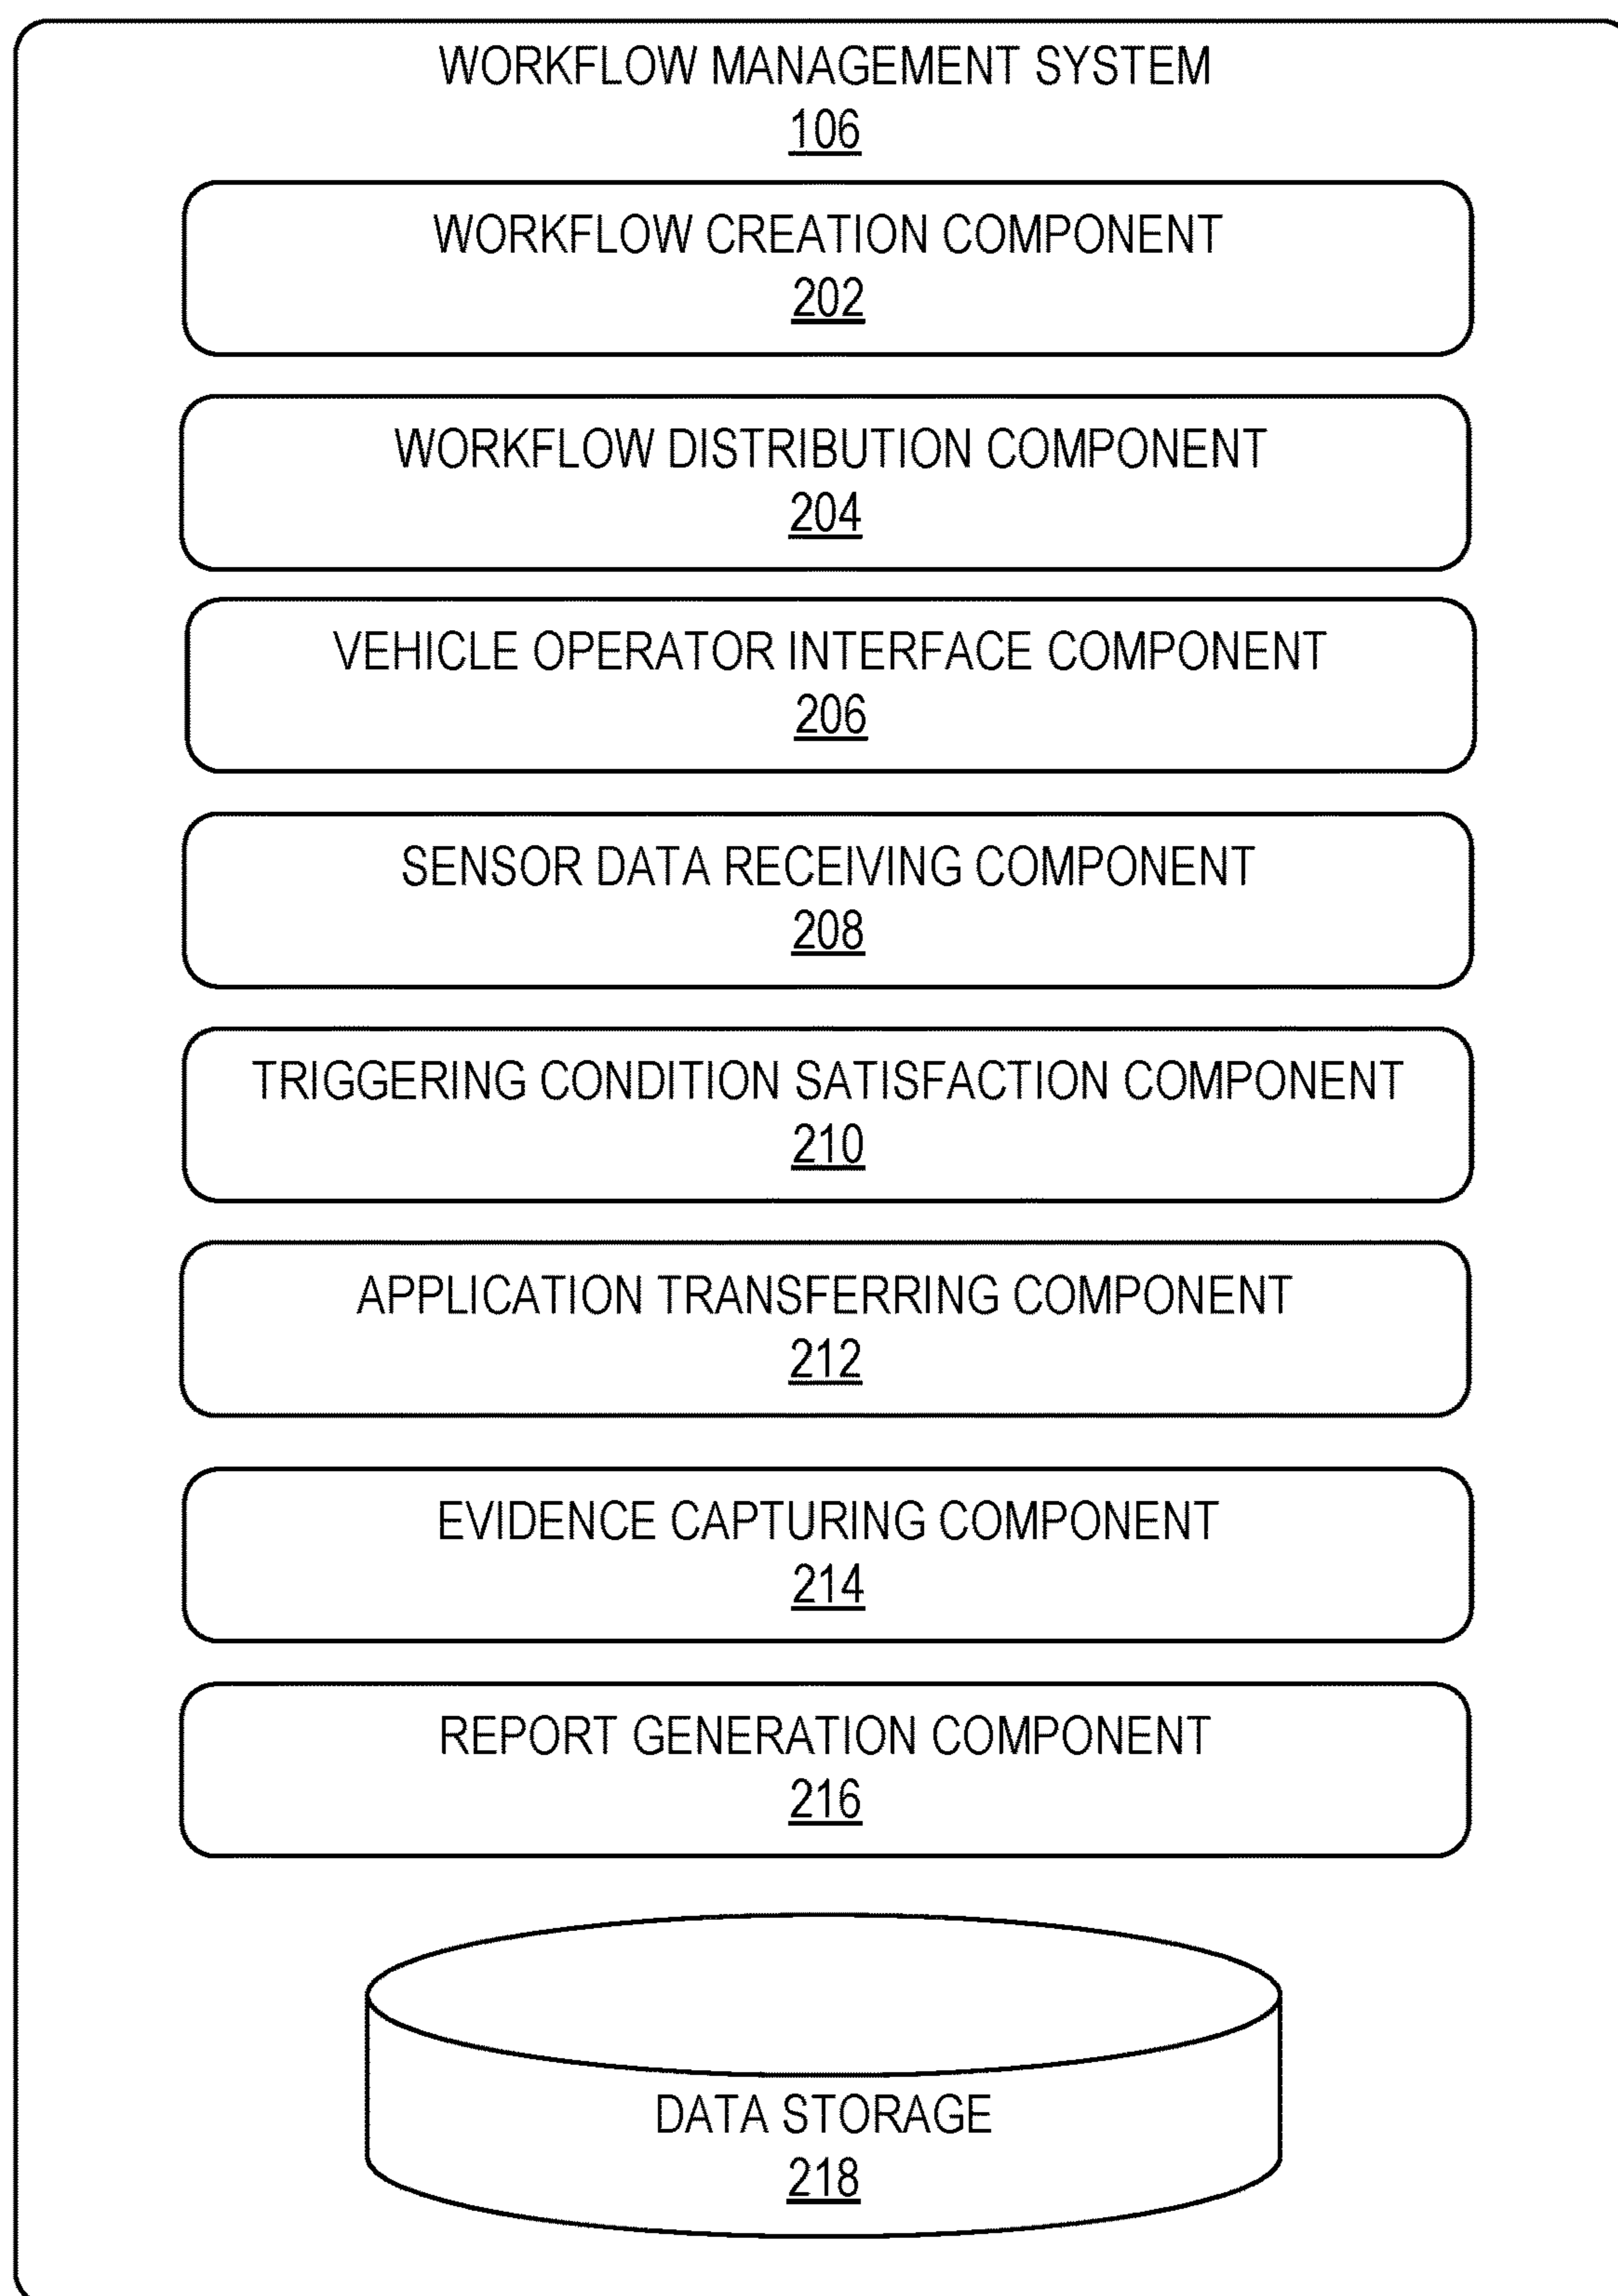 WORKFLOW MANAGEMENT SYSTEM
106
WORKFLOW CREATION COMPONENT
202
WORKFLOW DISTRIBUTION COMPONENT
204
VEHICLE OPERATOR INTERFACE COMPONENT
206
SENSOR DATA RECEIVING COMPONENT
208
TRIGGERING CONDITION SATISFACTION COMPONENT
210
APPLICATION TRANSFERRING COMPONENT
212
EVIDENCE CAPTURING COMPONENT
214
REPORT GENERATION COMPONENT
216
DATA STORAGE
218